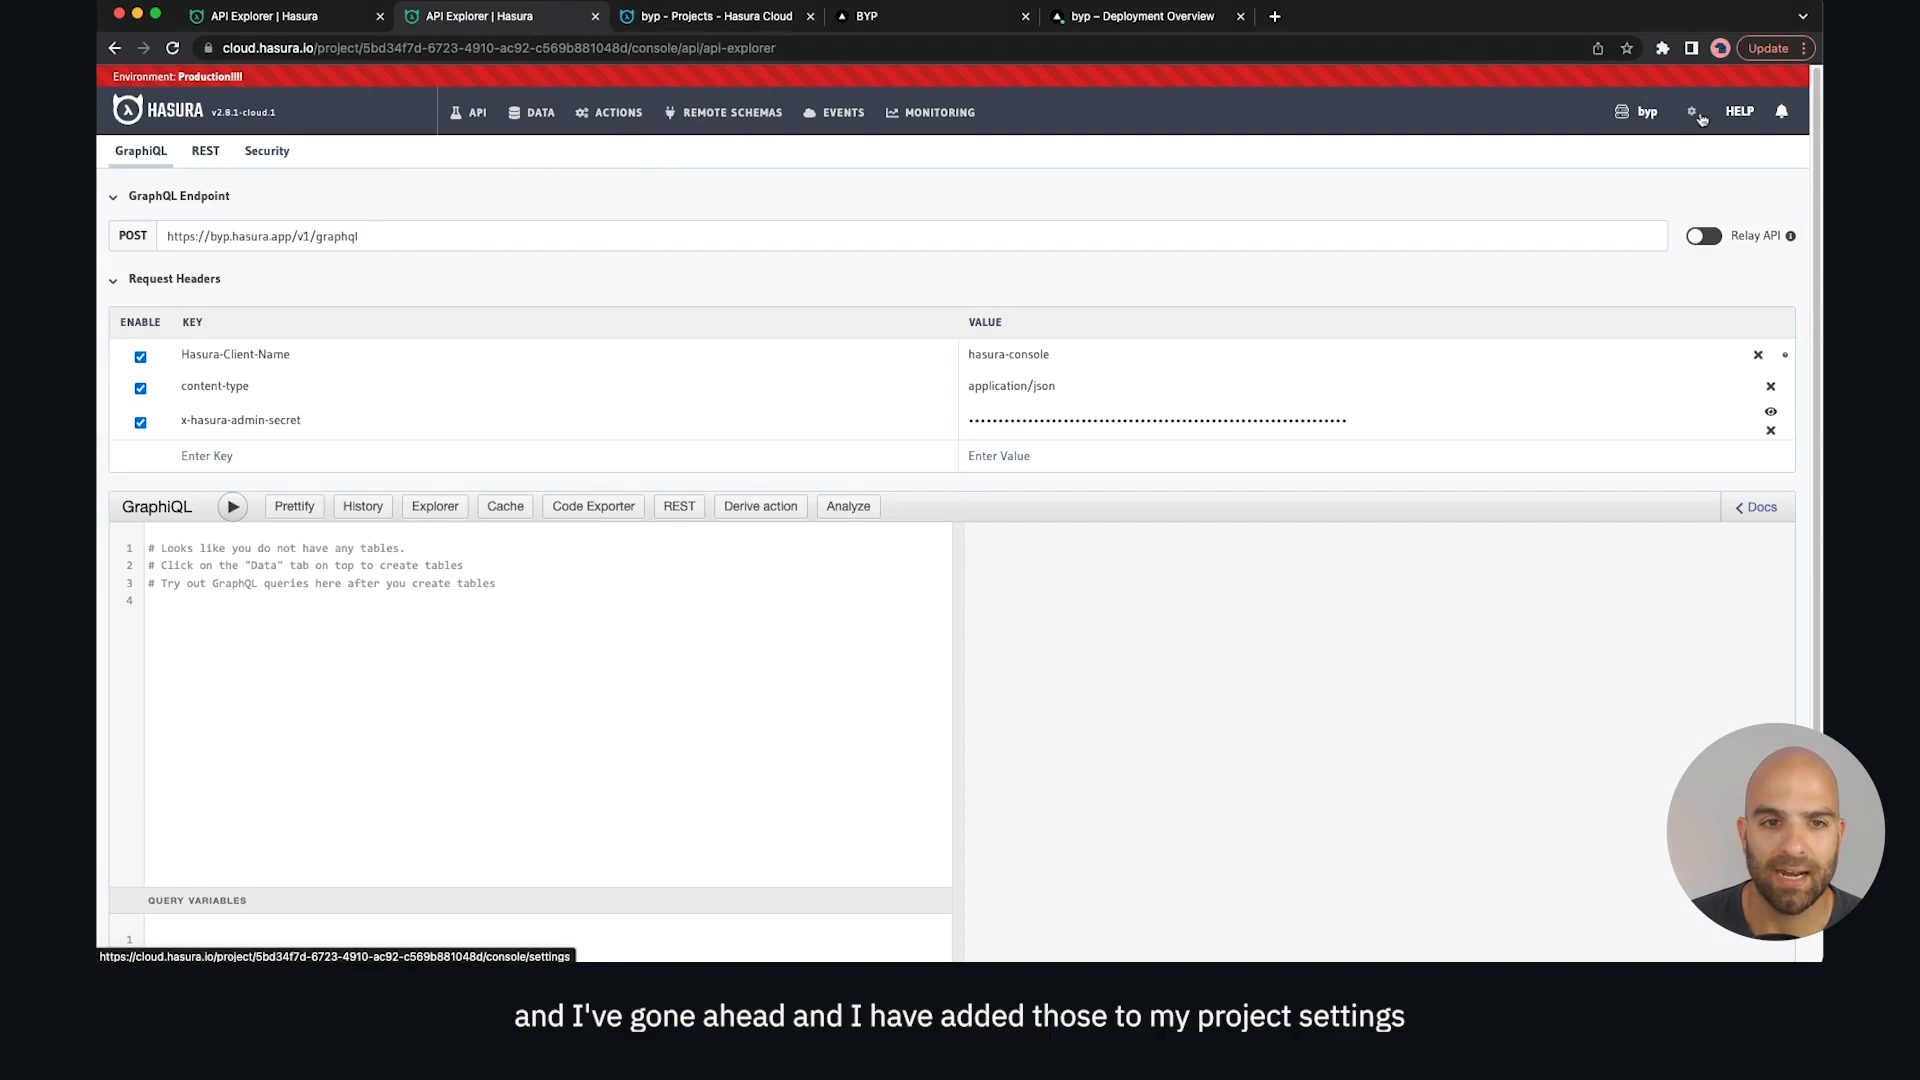 API Explorer | Hasura
API Explorer | Hasura
byp - Projects - Hasura Cloud
BYP
byp – Deployment Overview
cloud.hasura.io/project/5bd34f7d-6723-4910-ac92-c569b881048d/console/api/api-explorer
Update
Environment: Production!!!!
HASURA v2.8.1-cloud.1
API
DATA
ACTIONS
REMOTE SCHEMAS
EVENTS
MONITORING
byp
HELP
GraphiQL
REST
Security
GraphQL Endpoint
POST
https://byp.hasura.app/v1/graphql
Relay API
Request Headers
ENABLE
KEY
VALUE
Hasura-Client-Name
hasura-console
content-type
application/json
x-hasura-admin-secret
Enter Key
Enter Value
GraphiQL
Prettify
History
Explorer
Cache
Code Exporter
REST
Derive action
Analyze
Docs
1 # Looks like you do not have any tables.
2 # Click on the "Data" tab on top to create tables
3 # Try out GraphQL queries here after you create tables
4
QUERY VARIABLES
1
https://cloud.hasura.io/project/5bd34f7d-6723-4910-ac92-c569b881048d/console/settings
and I've gone ahead and I have added those to my project settings